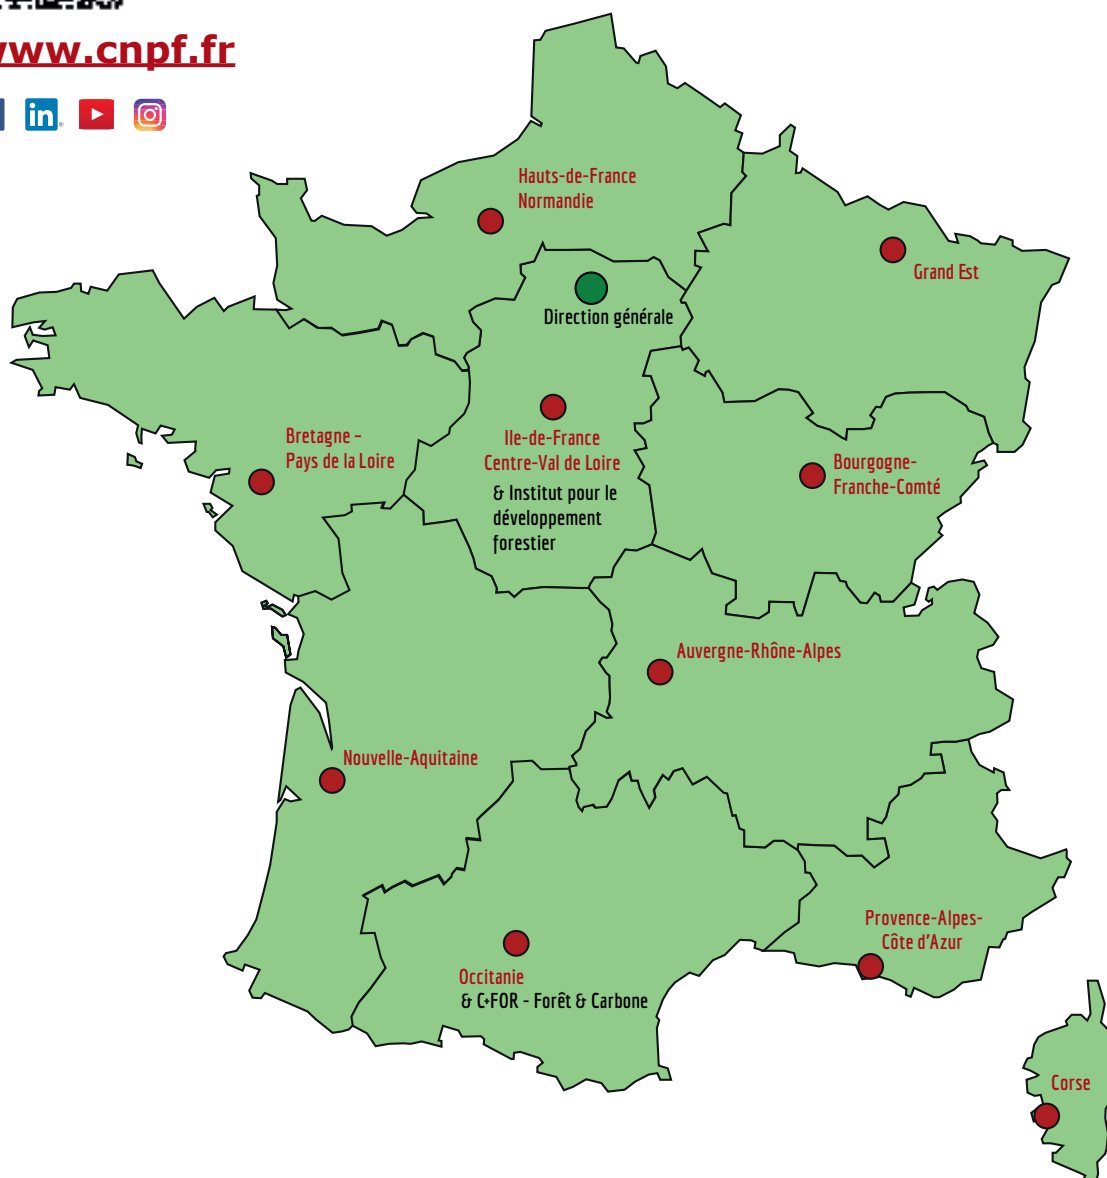 www.cnpf.fr
in
Hauts-de-France
Normandie
Grand Est
Direction générale
Bretagne -
Pays de la Loire
Ile-de-France
Centre-Val de Loire
& Institut pour le
développement
forestier
Bourgogne-
Franche-Comté
Auvergne-Rhône-Alpes
Nouvelle-Aquitaine
Provence-Alpes-
Côte d'Azur
Occitanie
& C+FOR - Forêt & Carbone
Corse